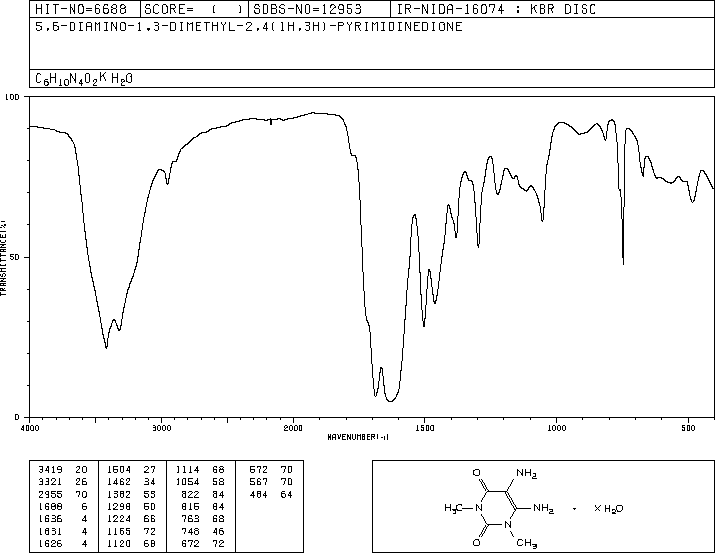 HIT-NO=6688 SCORE= ( ) SDBS-NO=12953 IR-NIDA-16074 : KBR DISC
5,6-DIAMINO-1,3-DIMETHYL-2,4(1H,3H)-PYRIMIDINEDIONE
C6H10N4O2XH2O
100
TRANSMITTANCE(%)
50
0
4000 3000 2000 1500 1000 500
WAVENUMBER(-1)
3419 20 1504 27 1114 68 672 70
3321 26 1462 34 1054 58 567 70
2955 70 1382 55 822 84 484 64
1688 6 1298 50 815 84
1636 4 1224 66 763 68
1631 4 1165 72 748 46
1626 4 1120 68 672 72
O
NH2
H3C
N
NH2
· X H2O
O
N
CH3